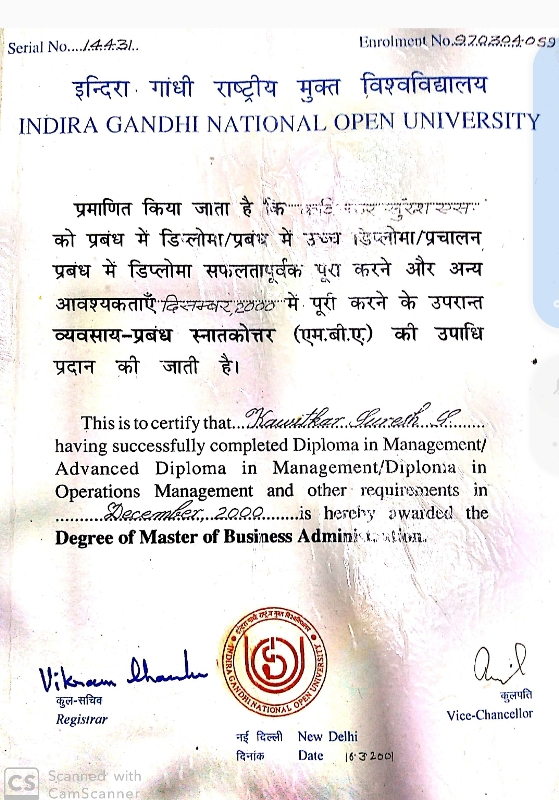 Serial No....14431..
Enrolment No.970304059
इन्दिरा गांधी राष्ट्रीय मुक्त विश्वविद्यालय
INDIRA GANDHI NATIONAL OPEN UNIVERSITY
प्रमाणित किया जाता है कि सुरेश एस
को प्रबंध में डिप्लोमा/प्रबंध में उच्च डिप्लोमा/प्रचालन
प्रबंध में डिप्लोमा सफलतापूर्वक पूरा करने और अन्य
आवश्यकताएँ दिसम्बर, 2000 में पूरी करने के उपरान्त
व्यवसाय-प्रबंध स्नातकोत्तर (एम.बी.ए.) की उपाधि
प्रदान की जाती है।
This is to certify that... Kawitkar Suresh S.......
having successfully completed Diploma in Management/
Advanced Diploma in Management/Diploma in
Operations Management and other requirements in
..........December, 2000.......is hereby awarded the
Degree of Master of Business Administration.
इन्दिरा गांधी राष्ट्रीय मुक्त विश्वविद्यालय
INDIRA GANDHI NATIONAL OPEN UNIVERSITY
कुल-सचिव
Registrar
कुलपति
Vice-Chancellor
नई दिल्ली New Delhi
दिनांक Date 16-3-2001
CS Scanned with
CamScanner